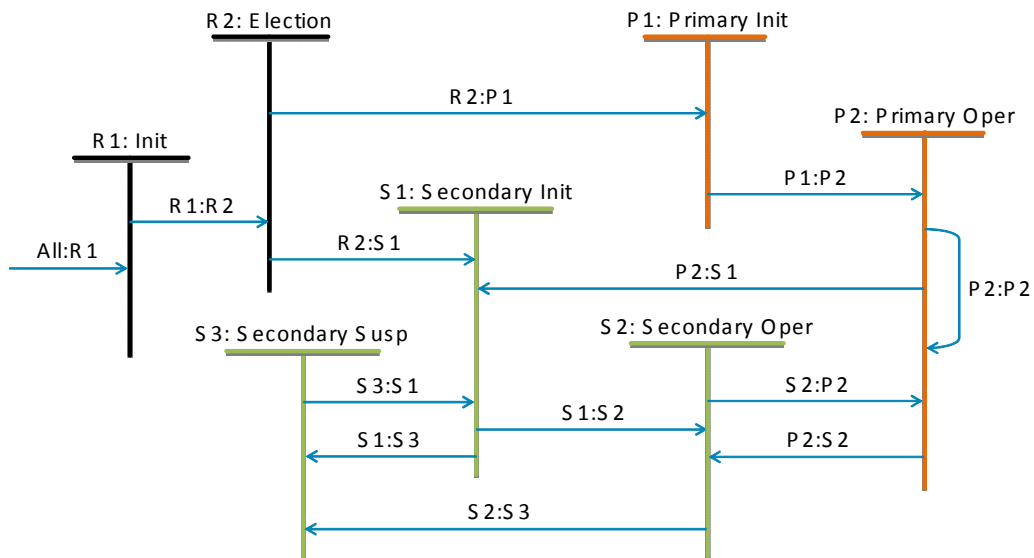 R2: Election
P1: Primary Init
R2:P1
P2: Primary Oper
R1: Init
P1:P2
S1: Secondary Init
R1:R2
R2:S1
All:R1
P2:S1
P2:P2
S3: Secondary Susp
S2: Secondary Oper
S3:S1
S2:P2
S1:S2
S1:S3
P2:S2
S2:S3